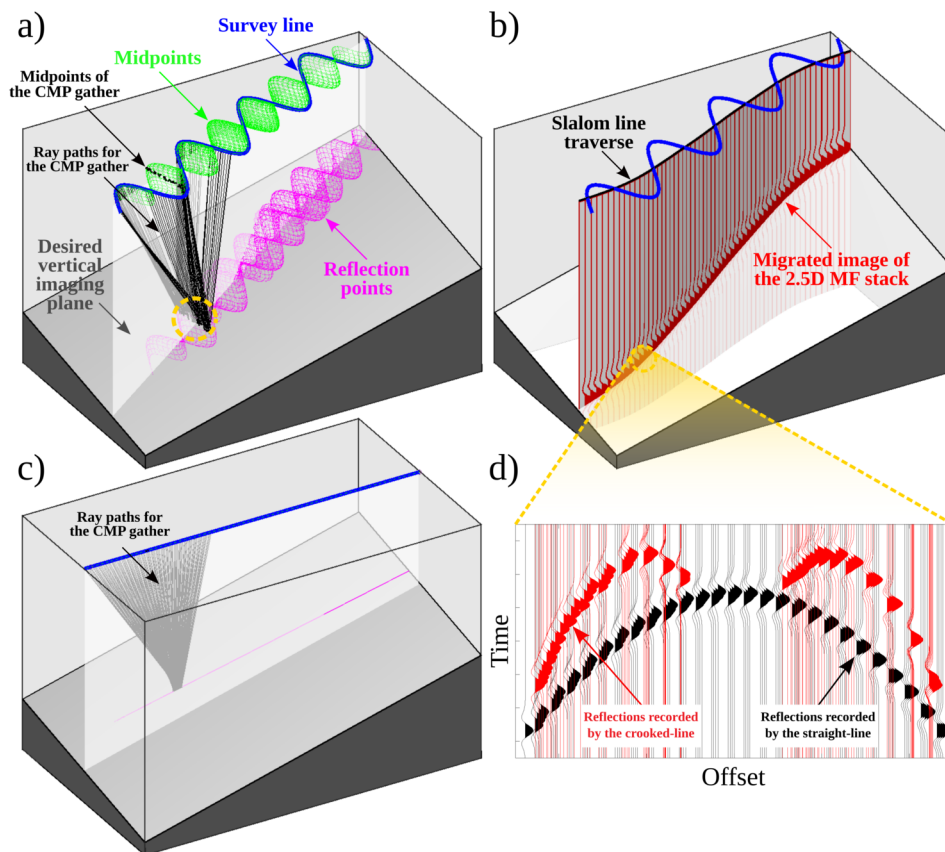 a)
Survey line
Midpoints
Midpoints of
the CMP gather
Ray paths for
the CMP gather
Desired
vertical
imaging
plane
Reflection
points
b)
Slalom line
traverse
Migrated image of
the 2.5D MF stack
c)
Ray paths for
the CMP gather
d)
Time
Reflections recorded
by the crooked-line
Reflections recorded
by the straight-line
Offset